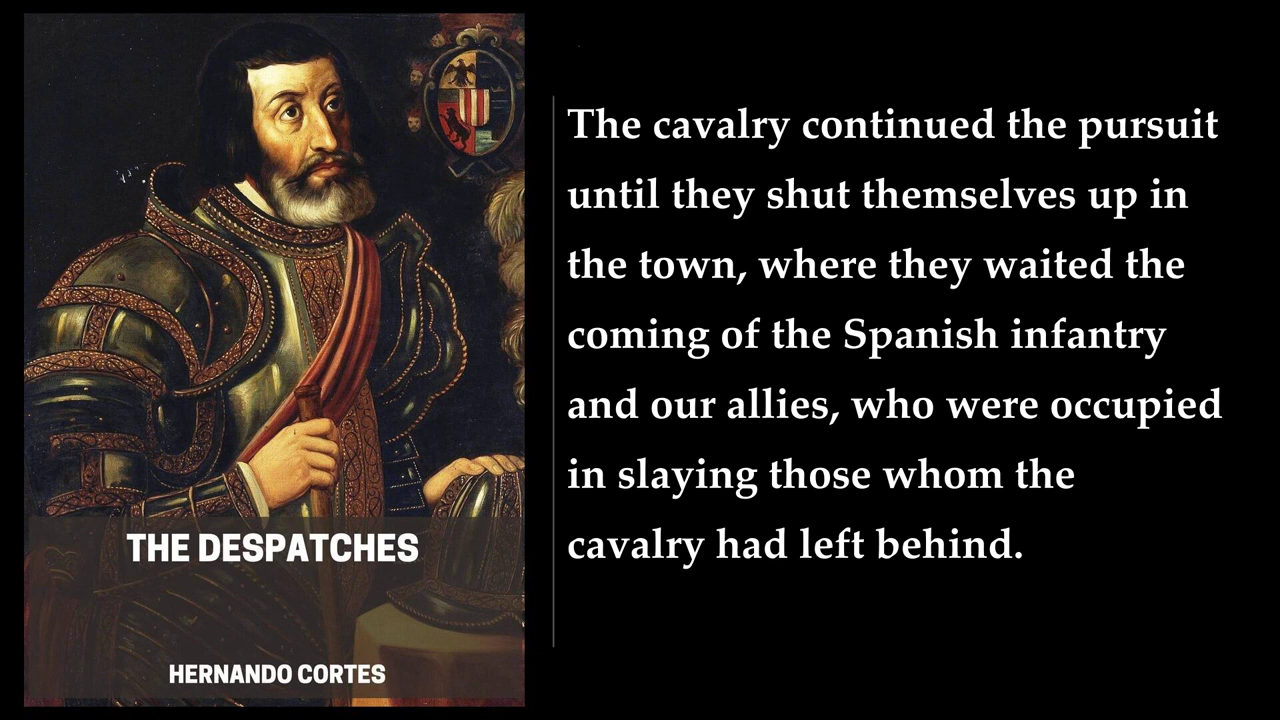 THE DESPATCHES
HERNANDO CORTES
The cavalry continued the pursuit
until they shut themselves up in
the town, where they waited the
coming of the Spanish infantry
and our allies, who were occupied
in slaying those whom the
cavalry had left behind.